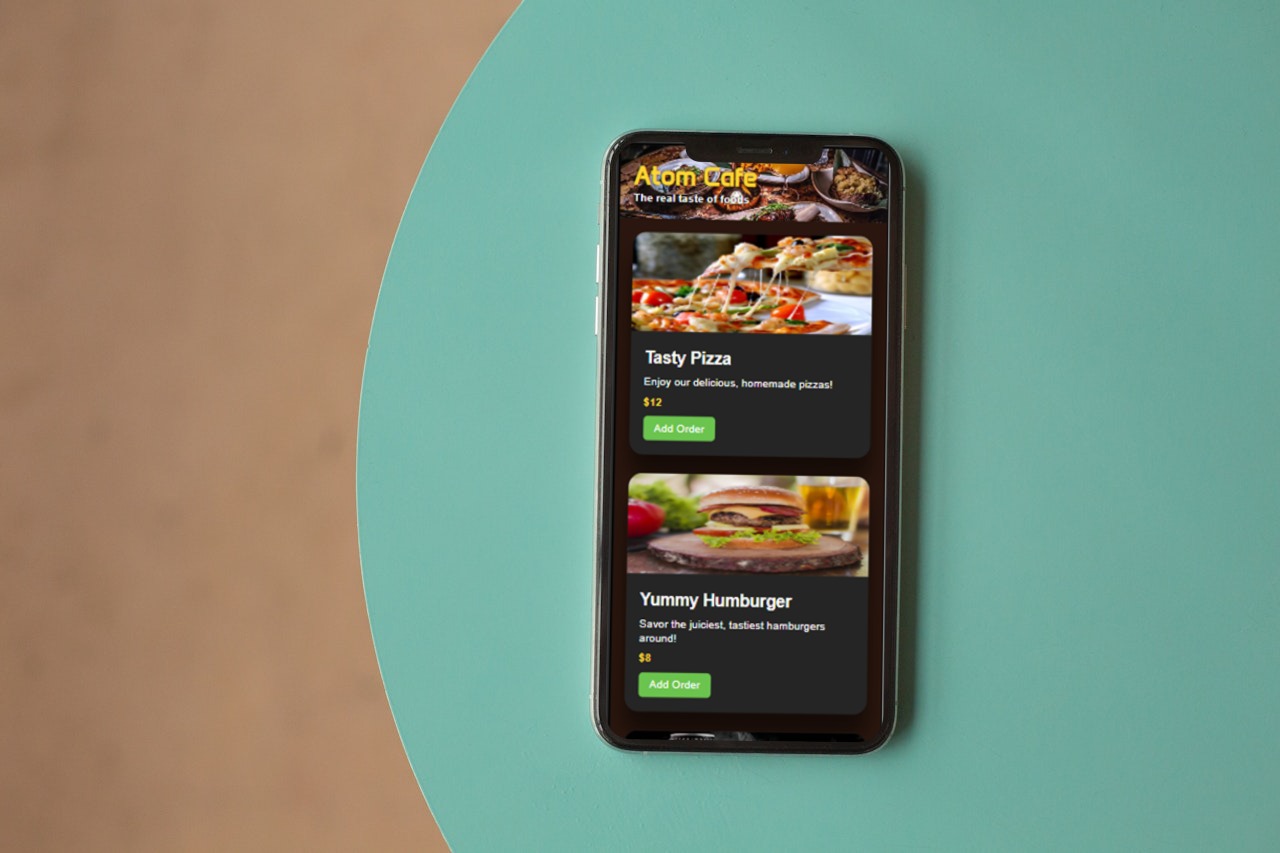 Atom Cafe
The real taste of foods
Tasty Pizza
Enjoy our delicious, homemade pizzas!
$12
Add Order
Yummy Humburger
Savor the juiciest, tastiest hamburgers
around!
$8
Add Order